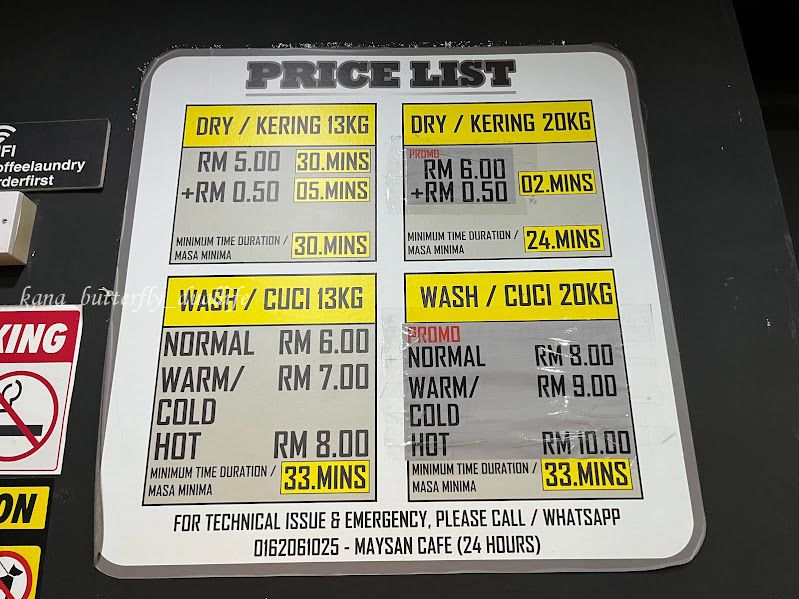 PRICE LIST
DRY / KERING 13KG
RM 5.00 30.MINS
+RM 0.50 05.MINS
MINIMUM TIME DURATION /
MASA MINIMA
30.MINS
DRY / KERING 20KG
PROMO
RM 6.00
+RM 0.50 02.MINS
MINIMUM TIME DURATION /
MASA MINIMA
24.MINS
WASH / CUCI 13KG
NORMAL RM 6.00
WARM/ RM 7.00
COLD
HOT RM 8.00
MINIMUM TIME DURATION /
MASA MINIMA
33.MINS
WASH / CUCI 20KG
PROMO
NORMAL RM 8.00
WARM/ RM 9.00
COLD
HOT RM 10.00
MINIMUM TIME DURATION /
MASA MINIMA
33.MINS
FOR TECHNICAL ISSUE & EMERGENCY, PLEASE CALL / WHATSAPP
0162061025 - MAYSAN CAFE (24 HOURS)
FI
offeelaundry
rderfirst
kana_butterfly
KING
ON